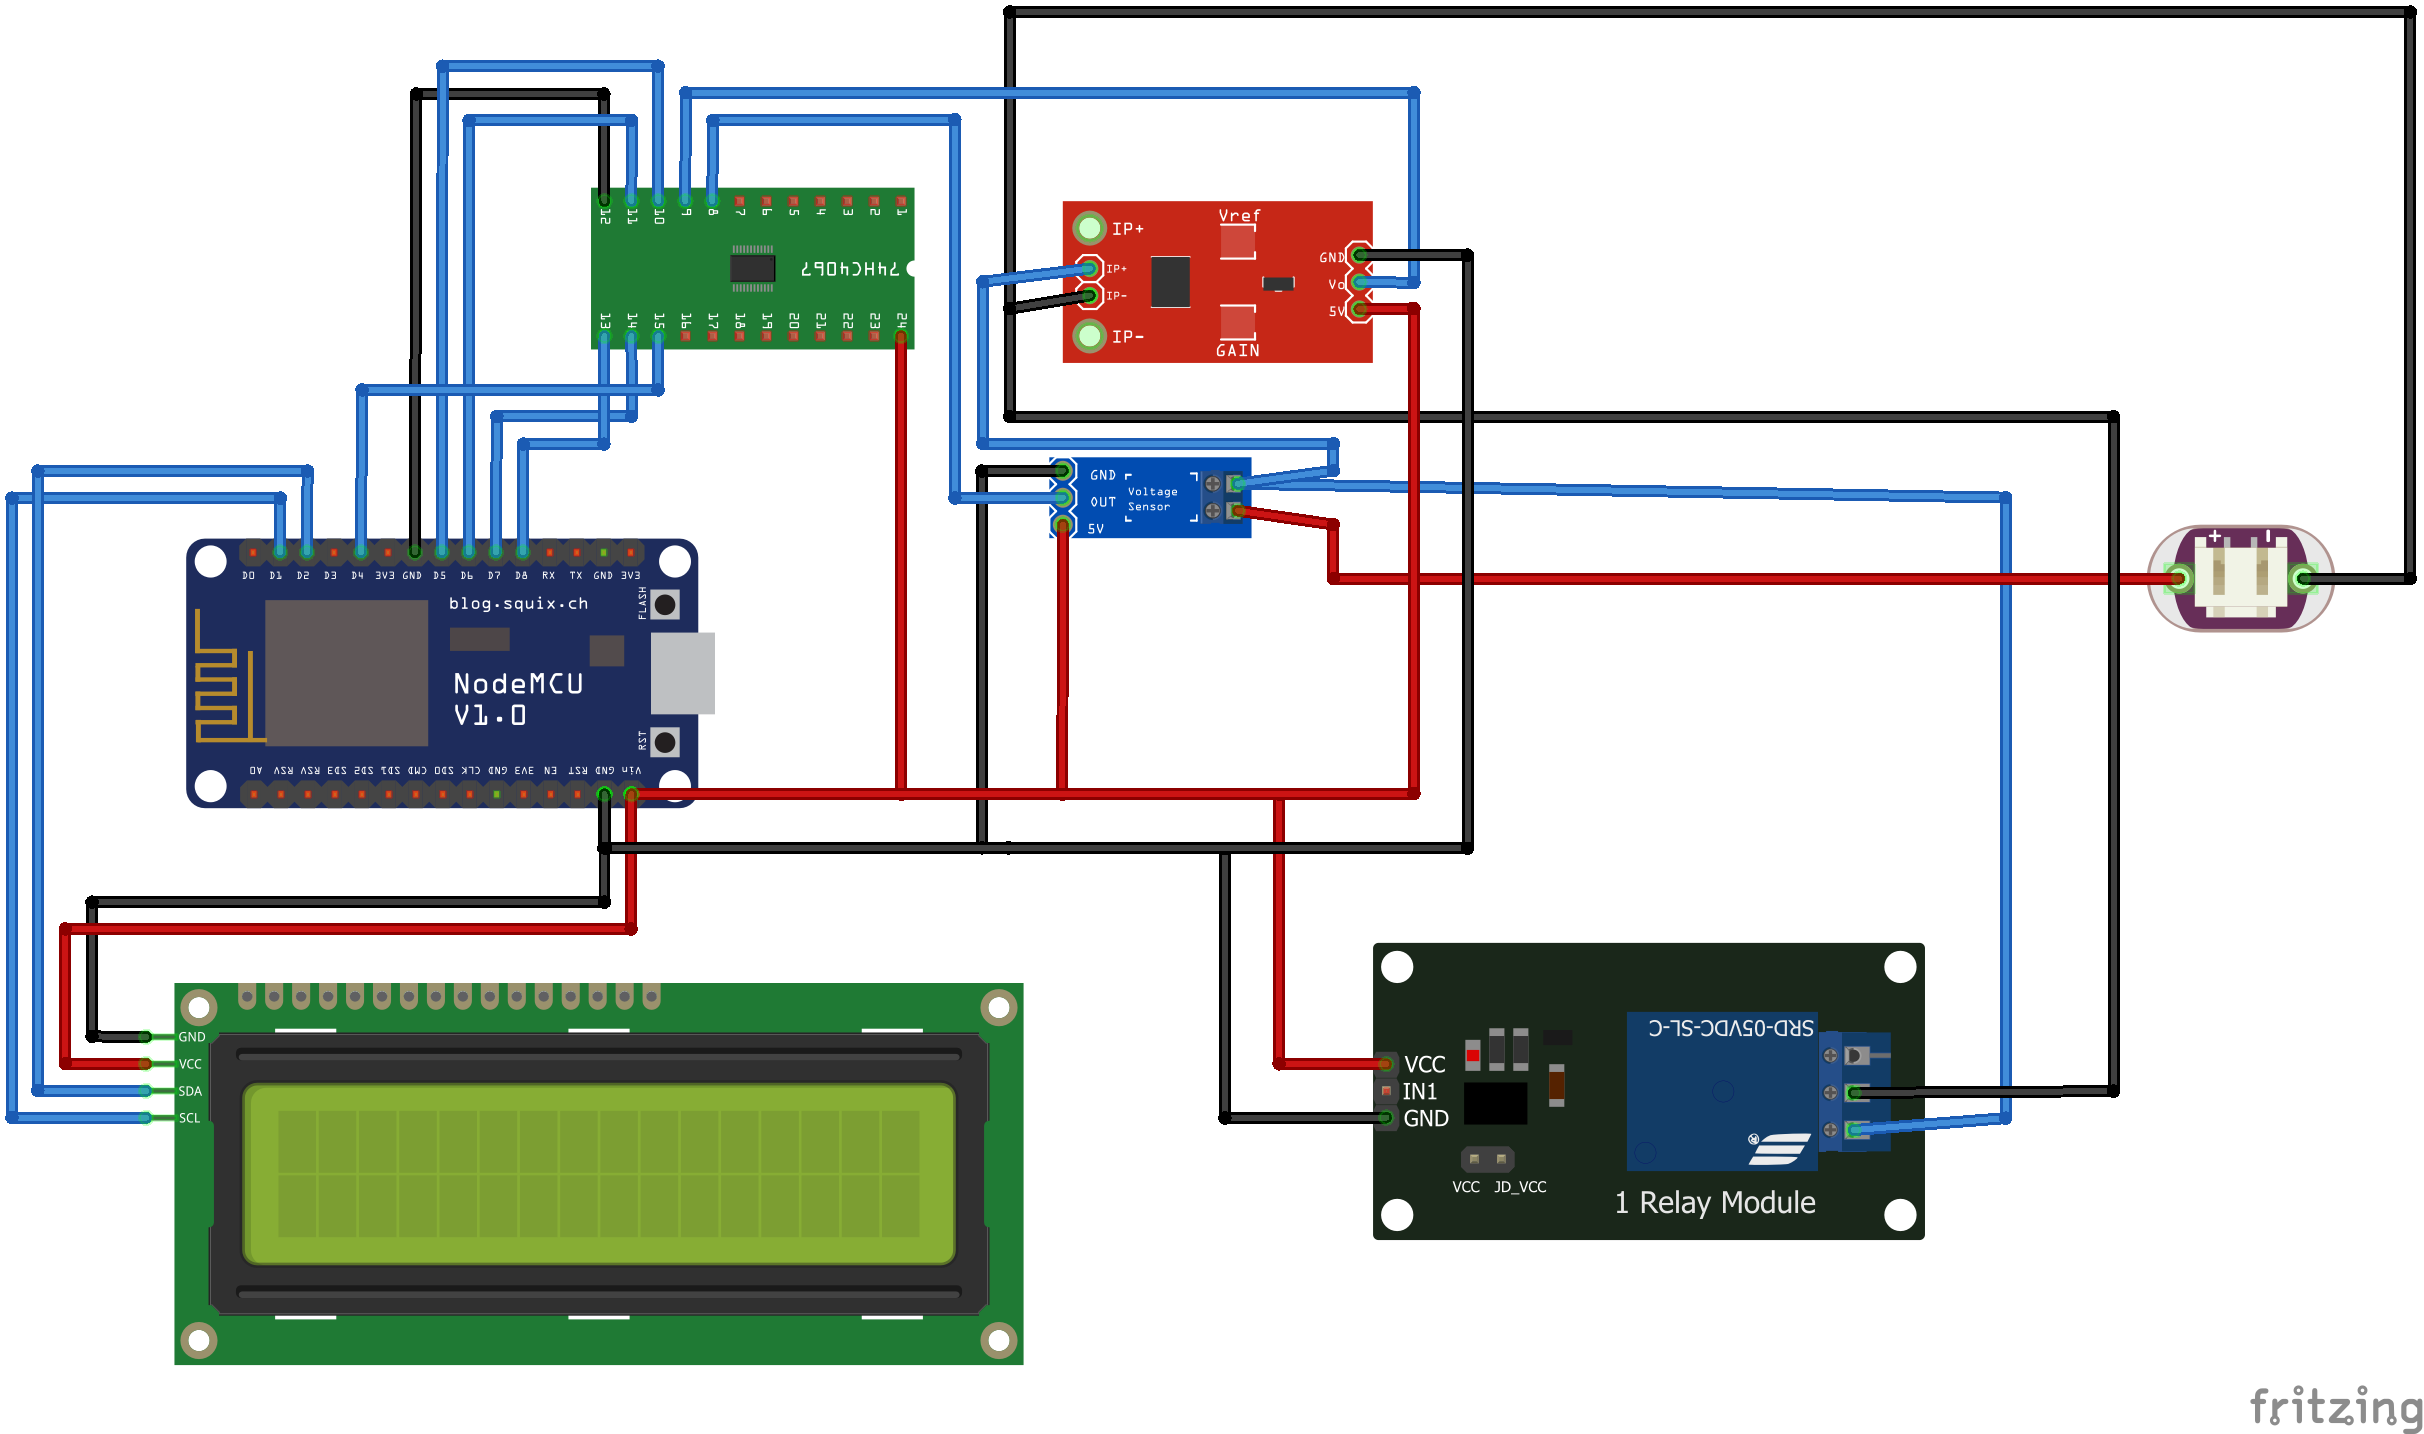 12 11 10 9 8 7 6 5 4 3 2 1
74HC4067
13 14 15 16 17 18 19 20 21 22 23 24
Vref
IP+
IP+
IP-
IP-
GND
Vo
5V
GAIN
GND
OUT
5V
Voltage
Sensor
+ -
D0 D1 D2 D3 D4 3V3 GND D5 D6 D7 D8 RX TX GND 3V3
blog.squix.ch
FLASH
NodeMCU
V1.0
RST
A0 RSV RSV SD3 SD2 SD1 CMD SD0 CLK GND 3V3 EN RST GND Vin
GND
VCC
SDA
SCL
SRD-05VDC-SL-C
VCC
IN1
GND
®
VCC JD_VCC
1 Relay Module
fritzing